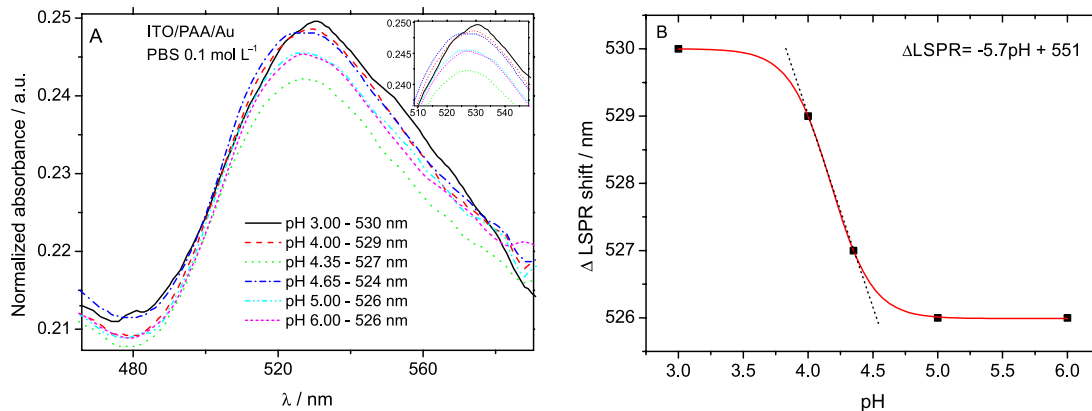 A
ITO/PAA/Au
PBS 0.1 mol L⁻¹
0.25
0.24
0.23
0.22
0.21
Normalized absorbance / a.u.
480
520
560
λ / nm
0.250
0.245
0.240
510
520
530
540
pH 3.00 - 530 nm
pH 4.00 - 529 nm
pH 4.35 - 527 nm
pH 4.65 - 524 nm
pH 5.00 - 526 nm
pH 6.00 - 526 nm
B
ΔLSPR= -5.7pH + 551
530
529
528
527
526
Δ LSPR shift / nm
3.0
3.5
4.0
4.5
5.0
5.5
6.0
pH